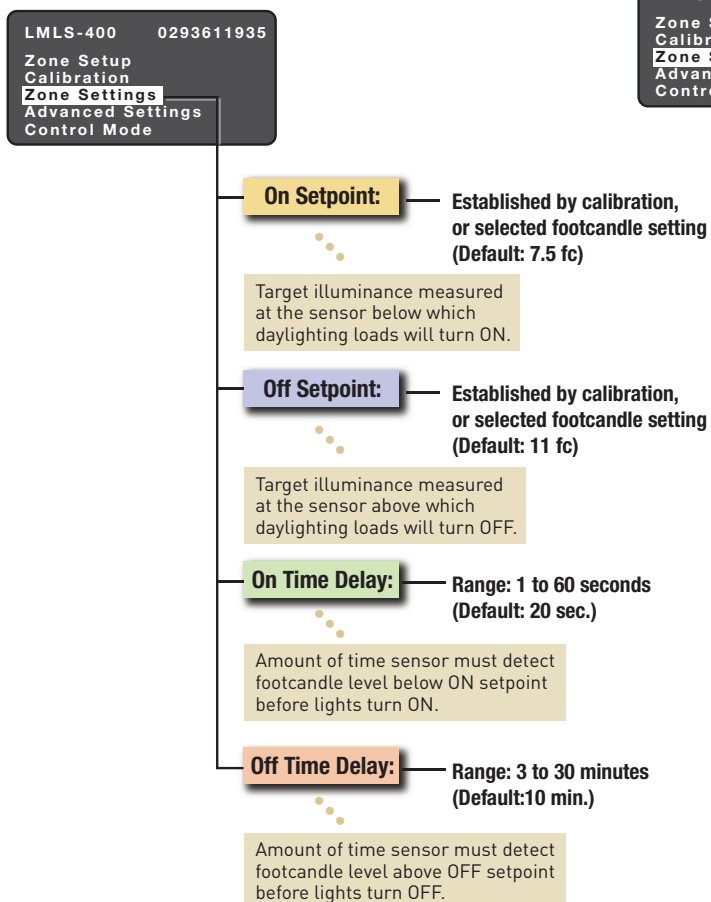 LMLS-400 0293611935
Zone Setup
Calibration
Zone Settings
Advanced Settings
Control Mode
Zone
Calibr
Zone
Advan
Contro
On Setpoint:
Established by calibration,
or selected footcandle setting
(Default: 7.5 fc)
Target illuminance measured
at the sensor below which
daylighting loads will turn ON.
Off Setpoint:
Established by calibration,
or selected footcandle setting
(Default: 11 fc)
Target illuminance measured
at the sensor above which
daylighting loads will turn OFF.
On Time Delay:
Range: 1 to 60 seconds
(Default: 20 sec.)
Amount of time sensor must detect
footcandle level below ON setpoint
before lights turn ON.
Off Time Delay:
Range: 3 to 30 minutes
(Default:10 min.)
Amount of time sensor must detect
footcandle level above OFF setpoint
before lights turn OFF.